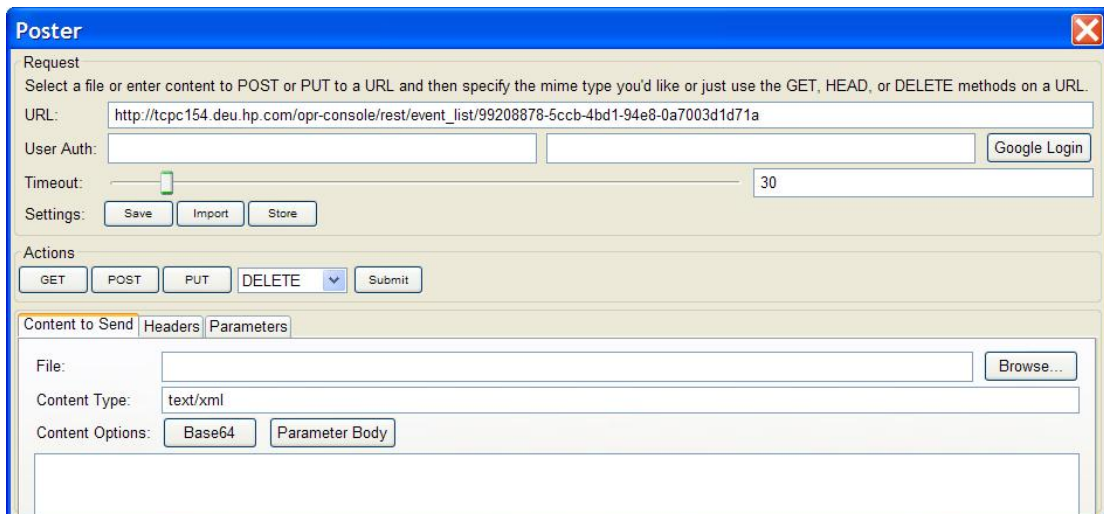 Poster
Request
Select a file or enter content to POST or PUT to a URL and then specify the mime type you'd like or just use the GET, HEAD, or DELETE methods on a URL.
URL: http://tcpc154.deu.hp.com/opr-console/rest/event_list/99208878-5ccb-4bd1-94e8-0a7003d1d71a
User Auth: Google Login
Timeout: 30
Settings: Save Import Store
Actions
GET POST PUT DELETE Submit
Content to Send Headers Parameters
File: Browse...
Content Type: text/xml
Content Options: Base64 Parameter Body